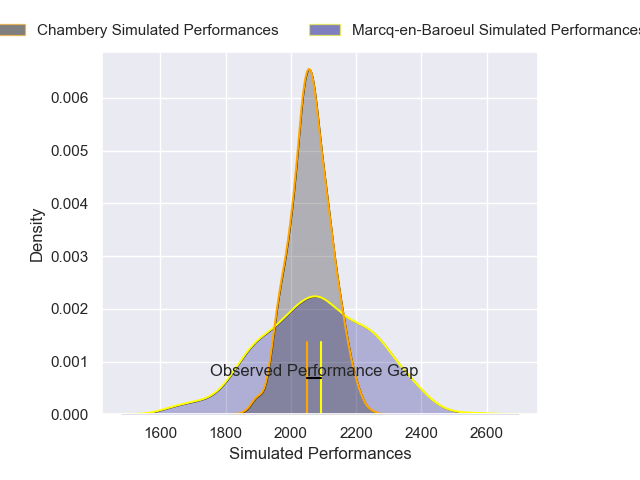 Chambery Simulated Performances
Marcq-en-Baroeul Simulated Performances
0.006
0.005
0.004
0.003
0.002
0.001
0.000
Density
Observed Performance Gap
1600 1800 2000 2200 2400 2600
Simulated Performances